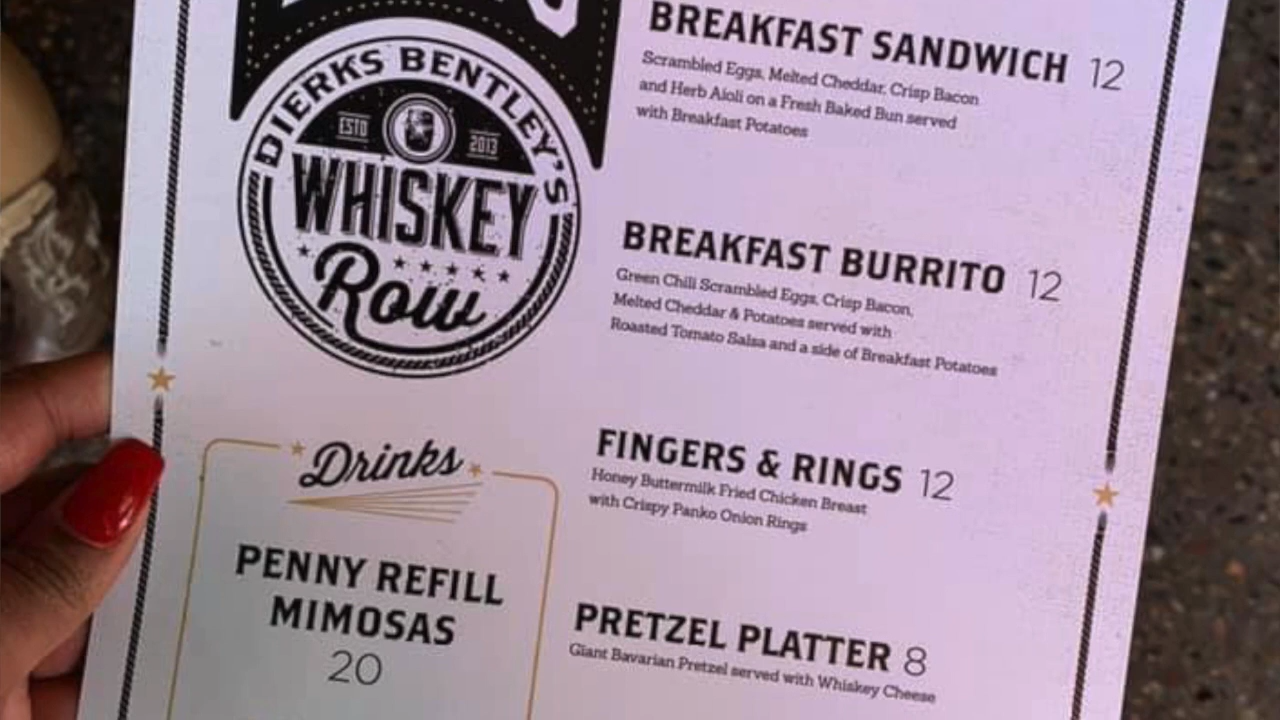 DIERKS BENTLEY'S
ESTD 2013
WHISKEY
Row
Drinks
PENNY REFILL
MIMOSAS
20
BREAKFAST SANDWICH 12
Scrambled Eggs, Melted Cheddar, Crisp Bacon
and Herb Aioli on a Fresh Baked Bun served
with Breakfast Potatoes
BREAKFAST BURRITO 12
Green Chili Scrambled Eggs, Crisp Bacon,
Melted Cheddar & Potatoes served with
Roasted Tomato Salsa and a side of Breakfast Potatoes
FINGERS & RINGS 12
Honey Buttermilk Fried Chicken Breast
with Crispy Panko Onion Rings
PRETZEL PLATTER 8
Giant Bavarian Pretzel served with Whiskey Cheese